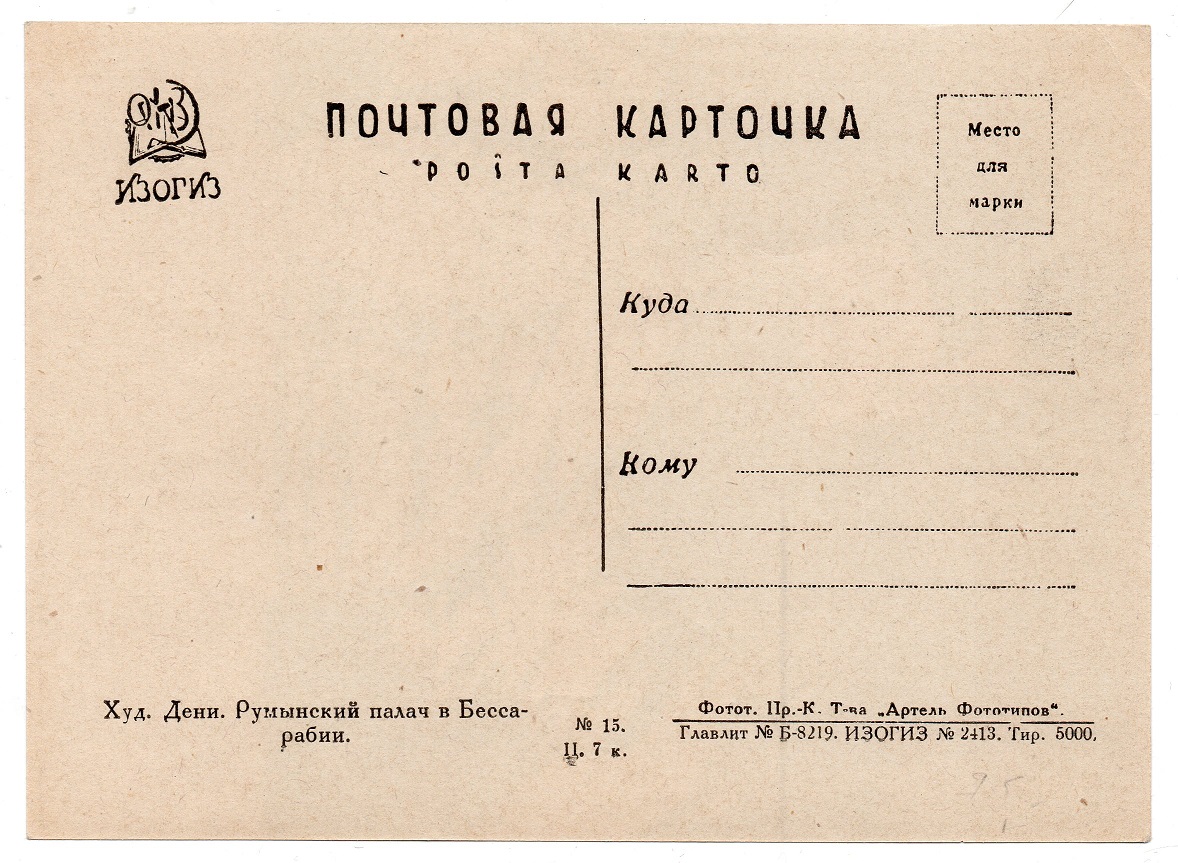 ИЗОГИЗ
ПОЧТОВАЯ КАРТОЧКА
POŜTA KARTO
Место
для
марки
Куда
Кому
Худ. Дени. Румынский палач в Бесса-
рабии.
№ 15.
Ц. 7 к.
Фотот. Пр.-К. Т-ва „Артель Фототипов“.
Главлит № Б-8219. ИЗОГИЗ № 2413. Тир. 5000.